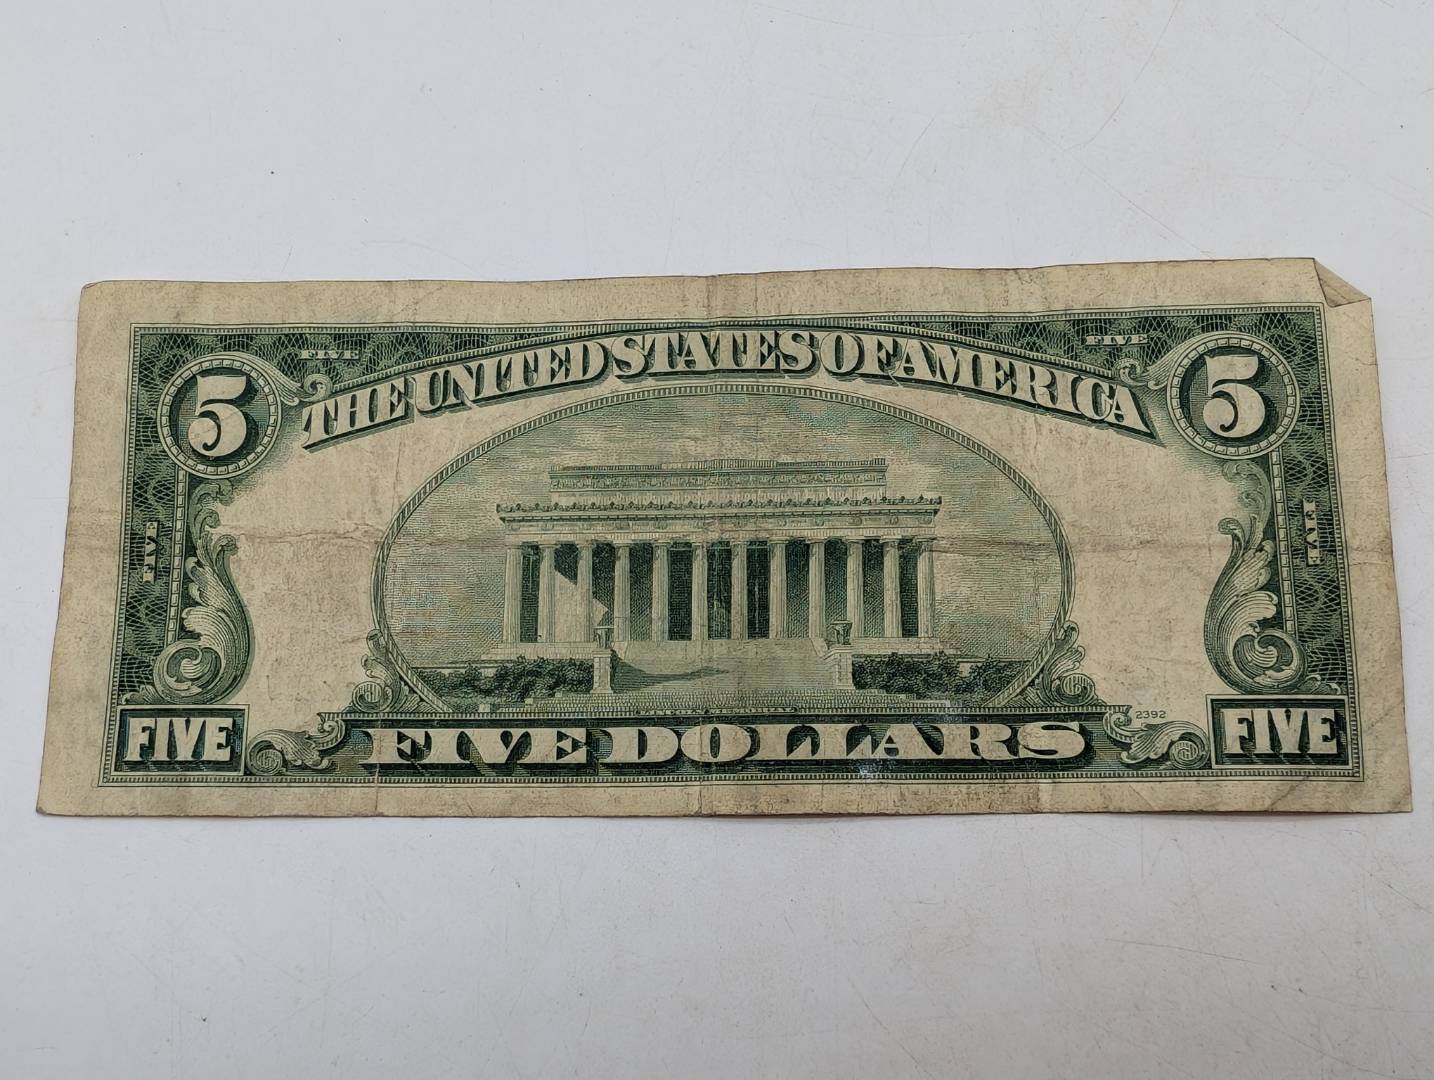 FIVE FIVE
5 THE UNITED STATES OF AMERICA 5
FIVE FIVE
2392
FIVE FIVE DOLLARS FIVE